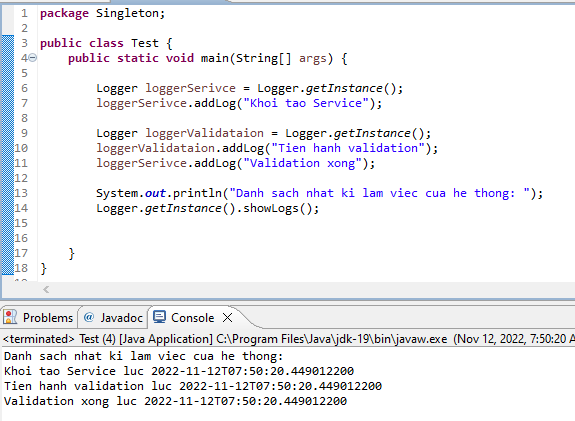 1 package Singleton;
2
3 public class Test {
4 public static void main(String[] args) {
5
6 Logger loggerSerivce = Logger.getInstance();
7 loggerSerivce.addLog("Khoi tao Service");
8
9 Logger loggerValidataion = Logger.getInstance();
10 loggerValidataion.addLog("Tien hanh validation");
11 loggerSerivce.addLog("Validation xong");
12
13 System.out.println("Danh sach nhat ki lam viec cua he thong: ");
14 Logger.getInstance().showLogs();
15
16
17 }
18 }
Problems @ Javadoc Console
<terminated> Test (4) [Java Application] C:\Program Files\Java\jdk-19\bin\javaw.exe (Nov 12, 2022, 7:50:20 A
Danh sach nhat ki lam viec cua he thong:
Khoi tao Service luc 2022-11-12T07:50:20.449012200
Tien hanh validation luc 2022-11-12T07:50:20.449012200
Validation xong luc 2022-11-12T07:50:20.449012200